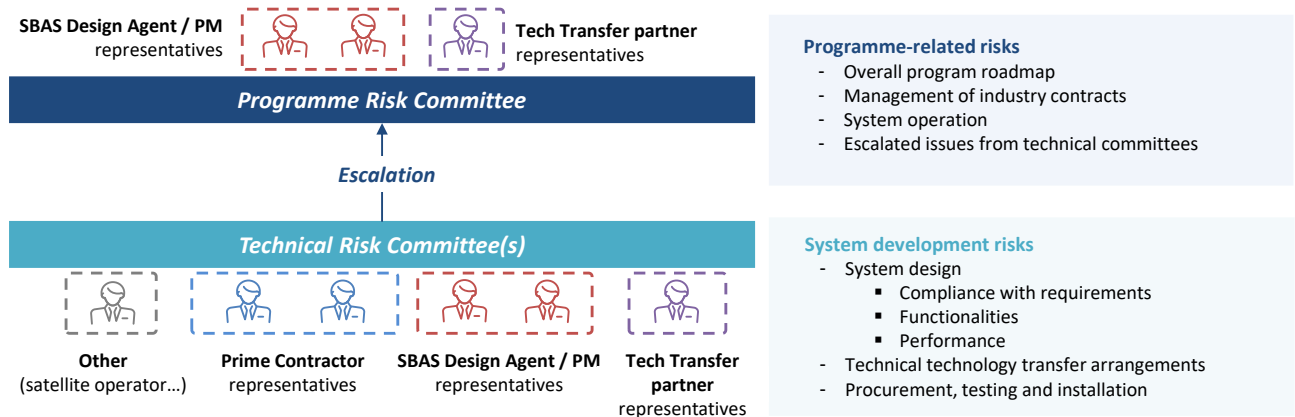 SBAS Design Agent / PM
representatives
Tech Transfer partner
representatives
Programme Risk Committee
Escalation
Technical Risk Committee(s)
Other
(satellite operator...)
Prime Contractor
representatives
SBAS Design Agent / PM
representatives
Tech Transfer
partner
representatives
Programme-related risks
- Overall program roadmap
- Management of industry contracts
- System operation
- Escalated issues from technical committees
System development risks
- System design
▪ Compliance with requirements
▪ Functionalities
▪ Performance
- Technical technology transfer arrangements
- Procurement, testing and installation